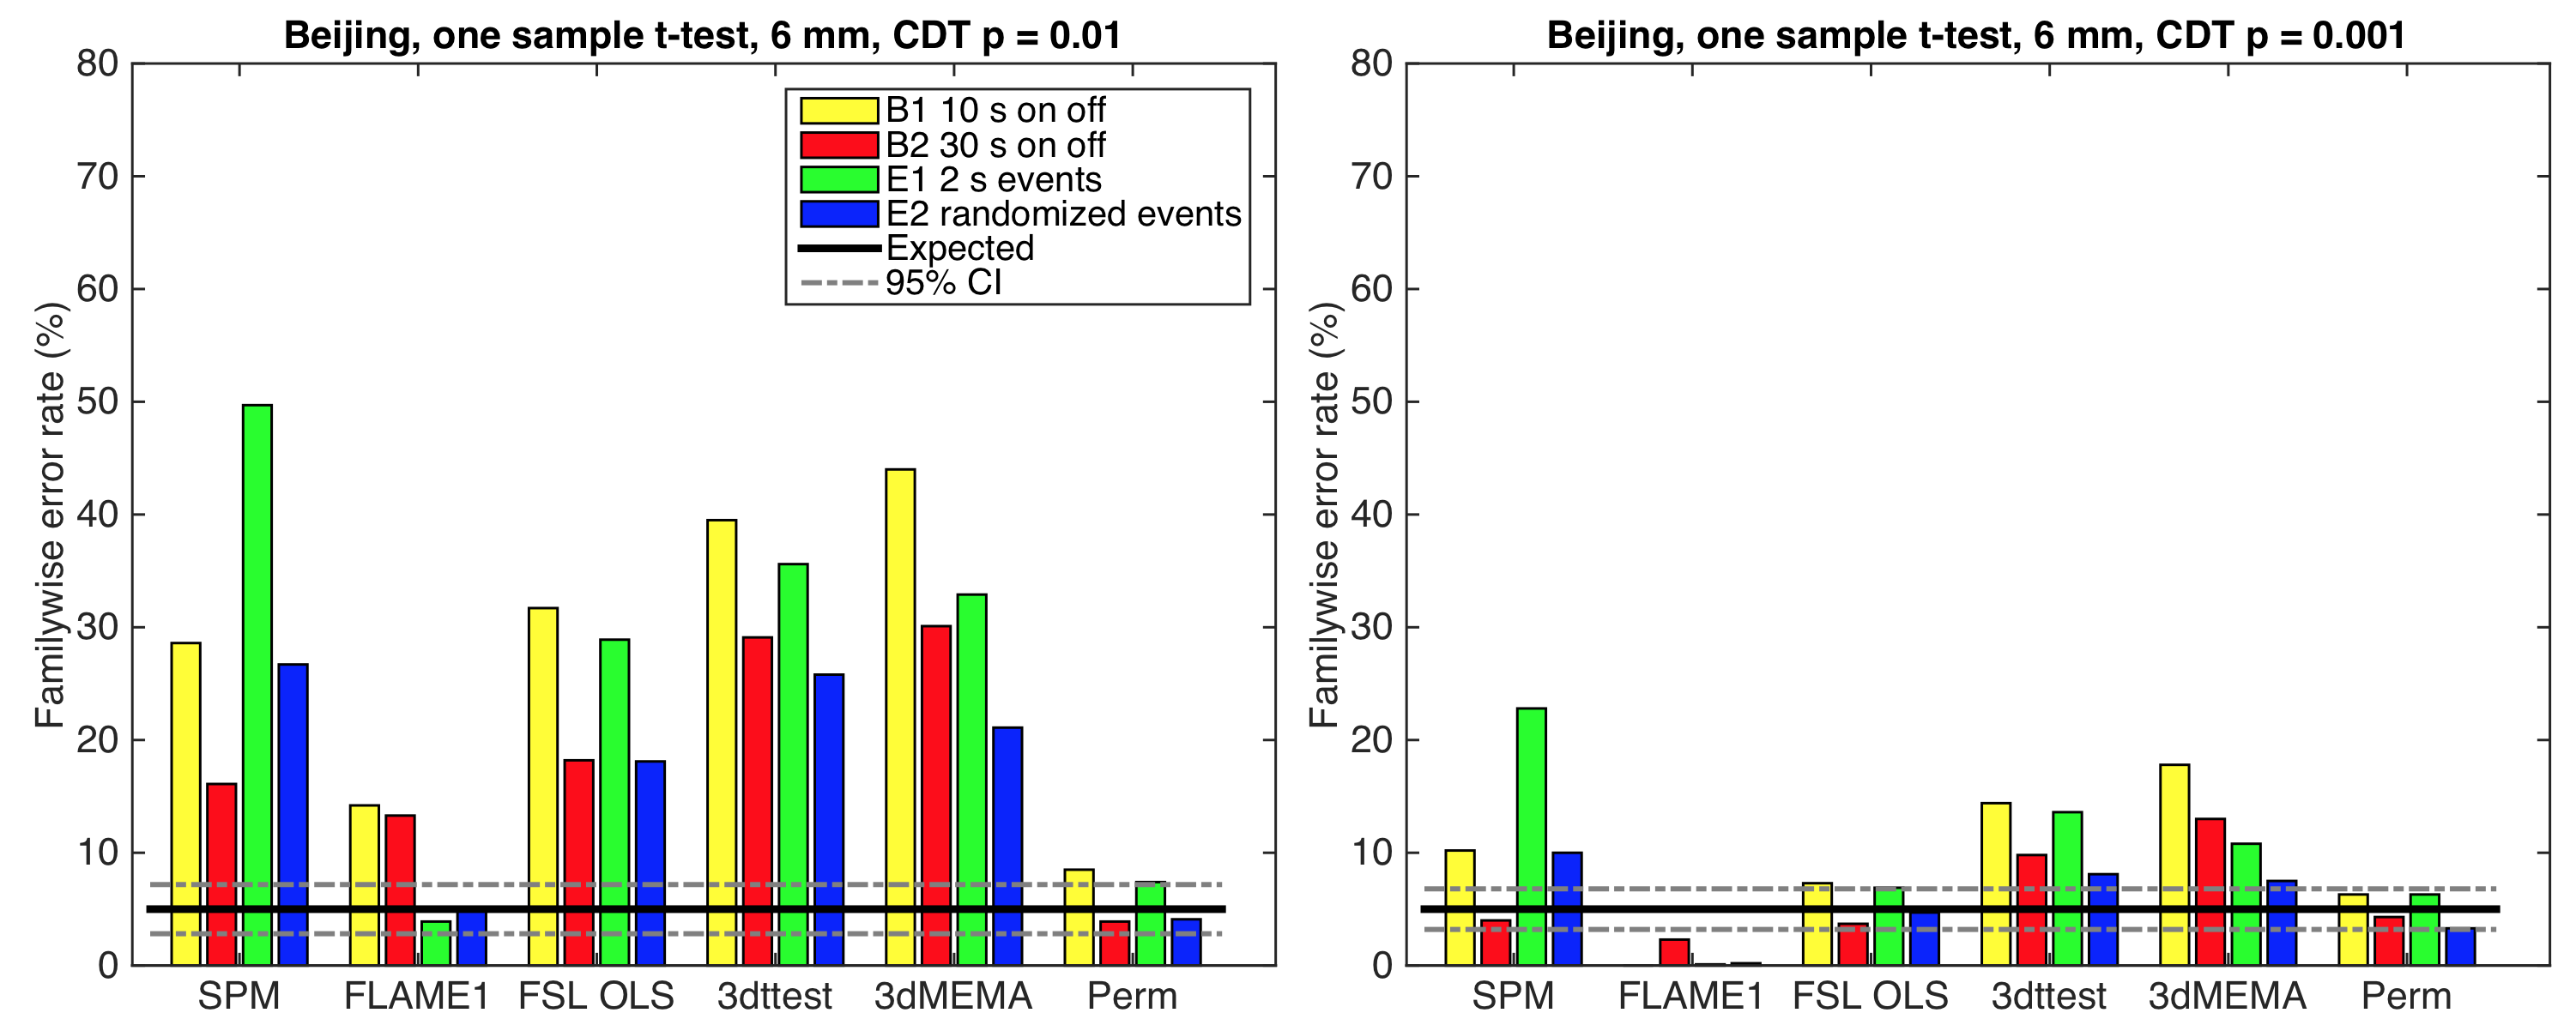 Beijing, one sample t-test, 6 mm, CDT p = 0.01
Familywise error rate (%)
80
70
60
50
40
30
20
10
0
B1 10 s on off
B2 30 s on off
E1 2 s events
E2 randomized events
Expected
95% CI
SPM FLAME1 FSL OLS 3dttest 3dMEMA Perm
Beijing, one sample t-test, 6 mm, CDT p = 0.001
Familywise error rate (%)
80
70
60
50
40
30
20
10
0
SPM FLAME1 FSL OLS 3dttest 3dMEMA Perm